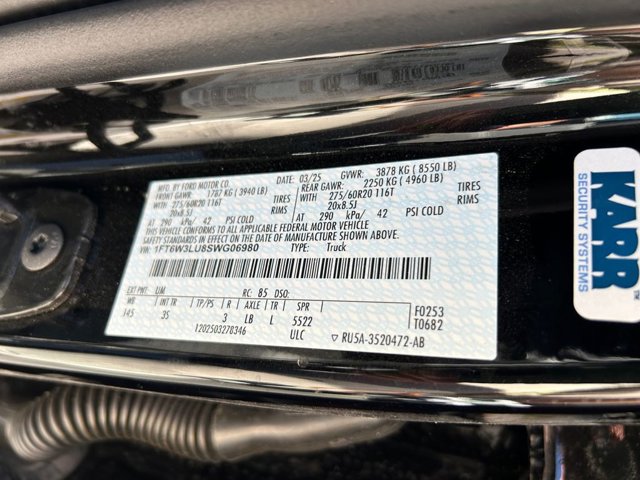 MFD. BY FORD MOTOR CO.
03/25 GVWR: 3878 KG ( 8550 LB)
FRONT GAWR: 1787 KG (3940 LB)
REAR GAWR: 2250 KG ( 4960 LB)
WITH 275/60R20 116T TIRES
WITH 275/60R20 116T TIRES
20x8.5J RIMS
20x8.5J RIMS
AT 290 kPa/ 42 PSI COLD
AT 290 kPa/ 42 PSI COLD
THIS VEHICLE CONFORMS TO ALL APPLICABLE FEDERAL MOTOR VEHICLE
SAFETY STANDARDS IN EFFECT ON THE DATE OF MANUFACTURE SHOWN ABOVE.
VIN: 1FT6W3LU8SWG06980 TYPE: Truck
EXT PNT: UM RC: 85 DSO:
WB INT TR TP/PS R AXLE TR SPR
145 35 3 LB L 5522
F0253
T0682
1202503278346 ULC
RU5A-3520472-AB
KARR
SECURITY SYSTEMS